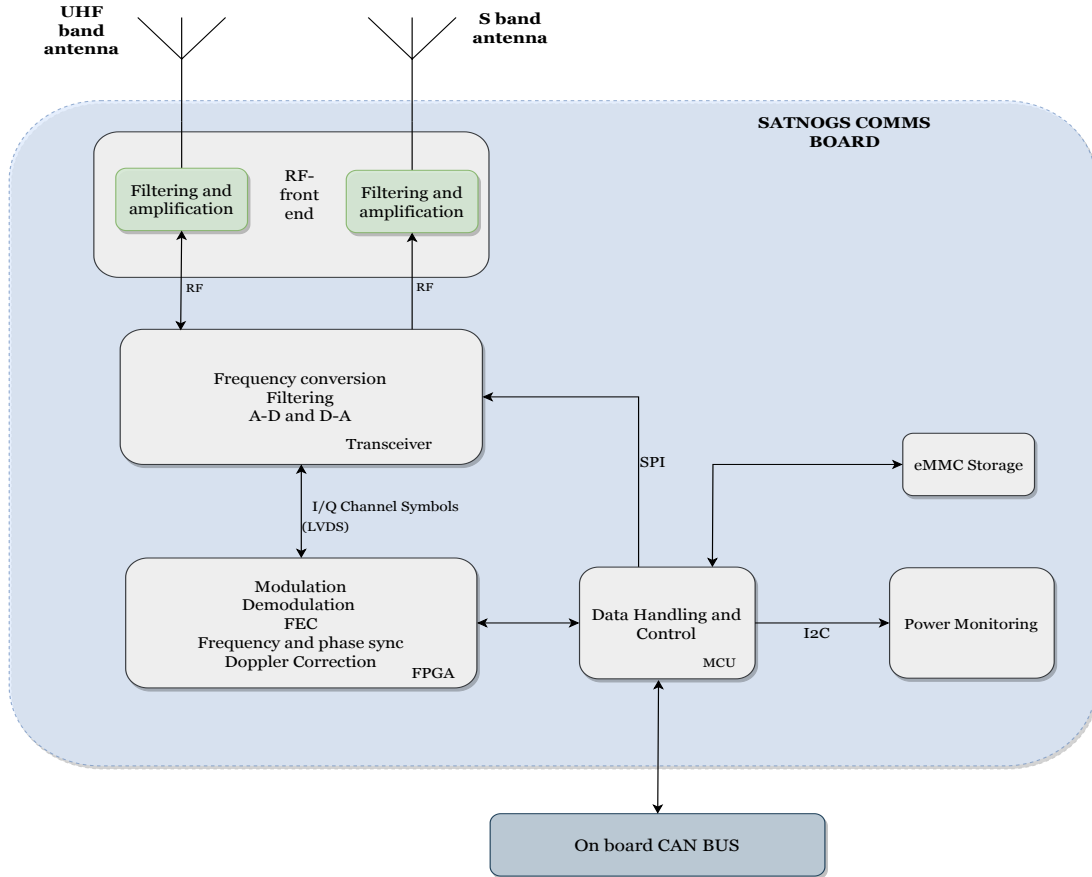 UHF
band
antenna
S band
antenna
SATNOGS COMMS
BOARD
Filtering and
amplification
RF-
front
end
Filtering and
amplification
RF
RF
Frequency conversion
Filtering
A-D and D-A
Transceiver
SPI
eMMC Storage
I/Q Channel Symbols
(LVDS)
Modulation
Demodulation
FEC
Frequency and phase sync
Doppler Correction
FPGA
Data Handling and
Control
MCU
I2C
Power Monitoring
On board CAN BUS